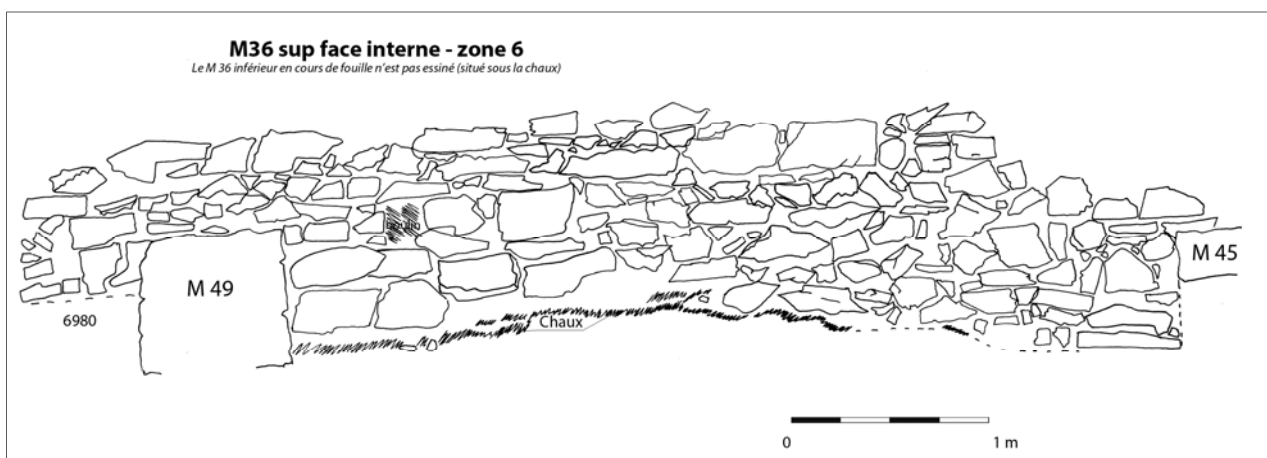 M36 sup face interne - zone 6
Le M 36 inférieur en cours de fouille n'est pas essiné (situé sous la chaux)
M 49
M 45
6980
Chaux
0
1 m